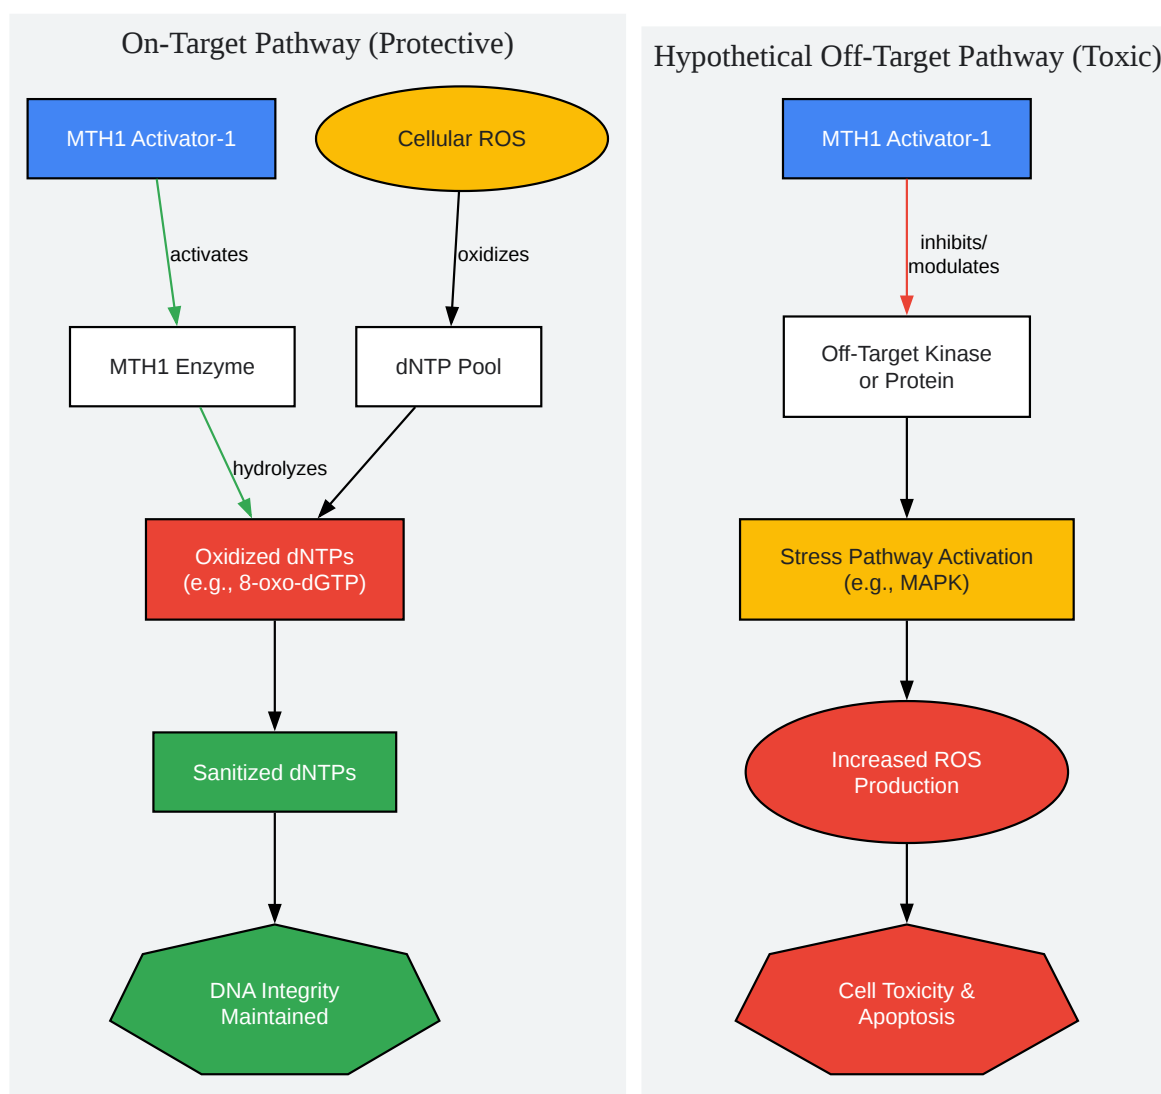 On-Target Pathway (Protective)
MTH1 Activator-1
Cellular ROS
activates
oxidizes
MTH1 Enzyme
dNTP Pool
hydrolyzes
Oxidized dNTPs
(e.g., 8-oxo-dGTP)
Sanitized dNTPs
DNA Integrity
Maintained
Hypothetical Off-Target Pathway (Toxic)
MTH1 Activator-1
inhibits/
modulates
Off-Target Kinase
or Protein
Stress Pathway Activation
(e.g., MAPK)
Increased ROS
Production
Cell Toxicity &
Apoptosis